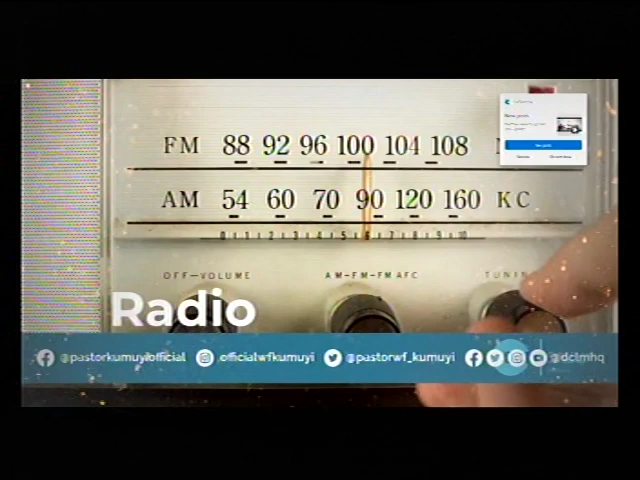 FM 88 92 96 100 104 108
AM 54 60 70 90 120 160 KC
0 1 2 3 4 5 6 7 8 9 10
OFF—VOLUME AM-FM-FM AFC TUNIN
Radio
@pastorkumuyiofficial officialwfkumuyi @pastorwf_kumuyi @dclmhq